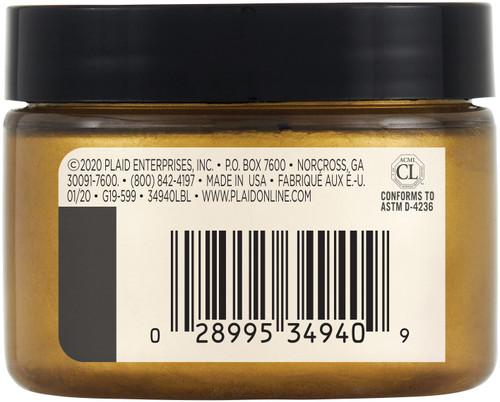 ©2020 PLAID ENTERPRISES, INC. • P.O. BOX 7600 • NORCROSS, GA
30091-7600. • (800) 842-4197 • MADE IN USA • FABRIQUÉ AUX É.-U.
01/20 • G19-599 • 34940LBL • WWW.PLAIDONLINE.COM
ACMI
CL
CONFORMS TO
ASTM D-4236
0 28995 34940 9